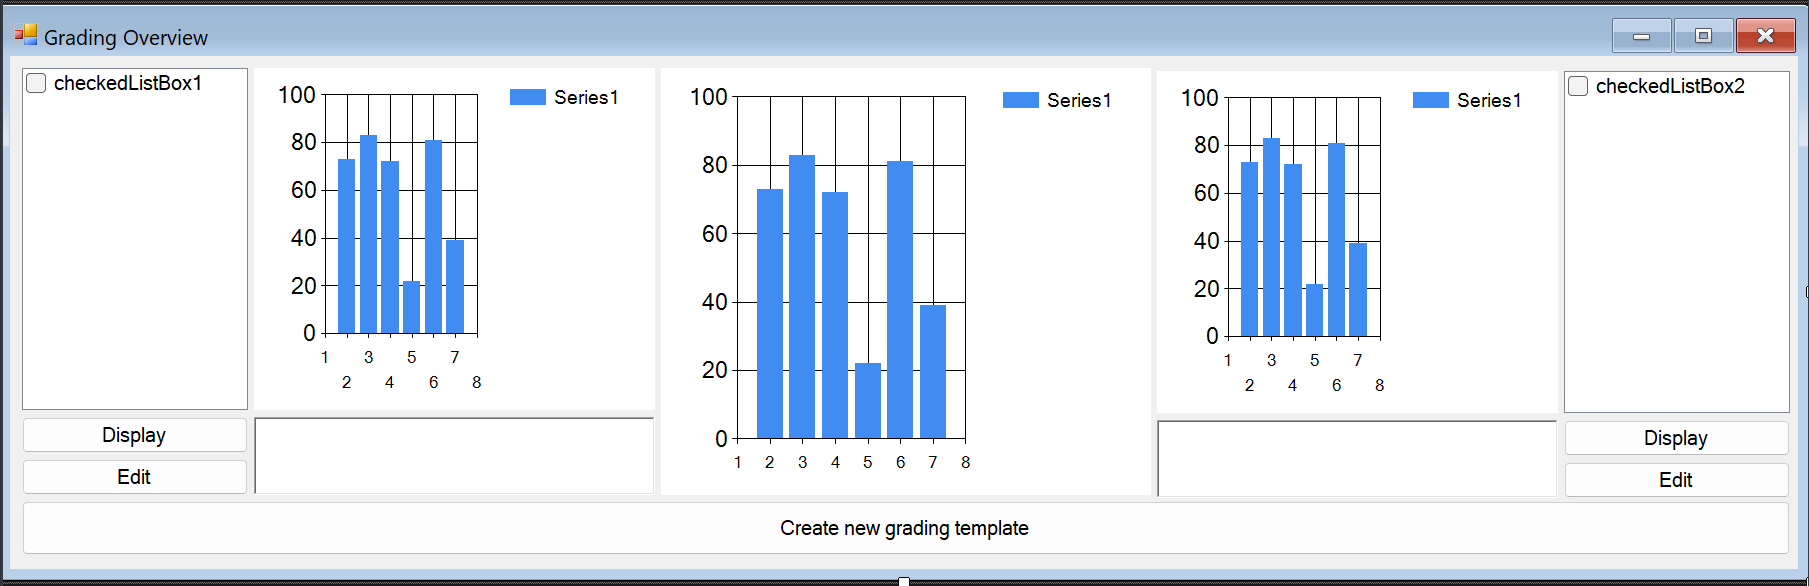 Grading Overview
checkedListBox1
100
80
60
40
20
0
1 3 5 7
2 4 6 8
Series1
100
80
60
40
20
0
1 2 3 4 5 6 7 8
Series1
100
80
60
40
20
0
1 3 5 7
2 4 6 8
Series1
checkedListBox2
Display
Edit
Display
Edit
Create new grading template